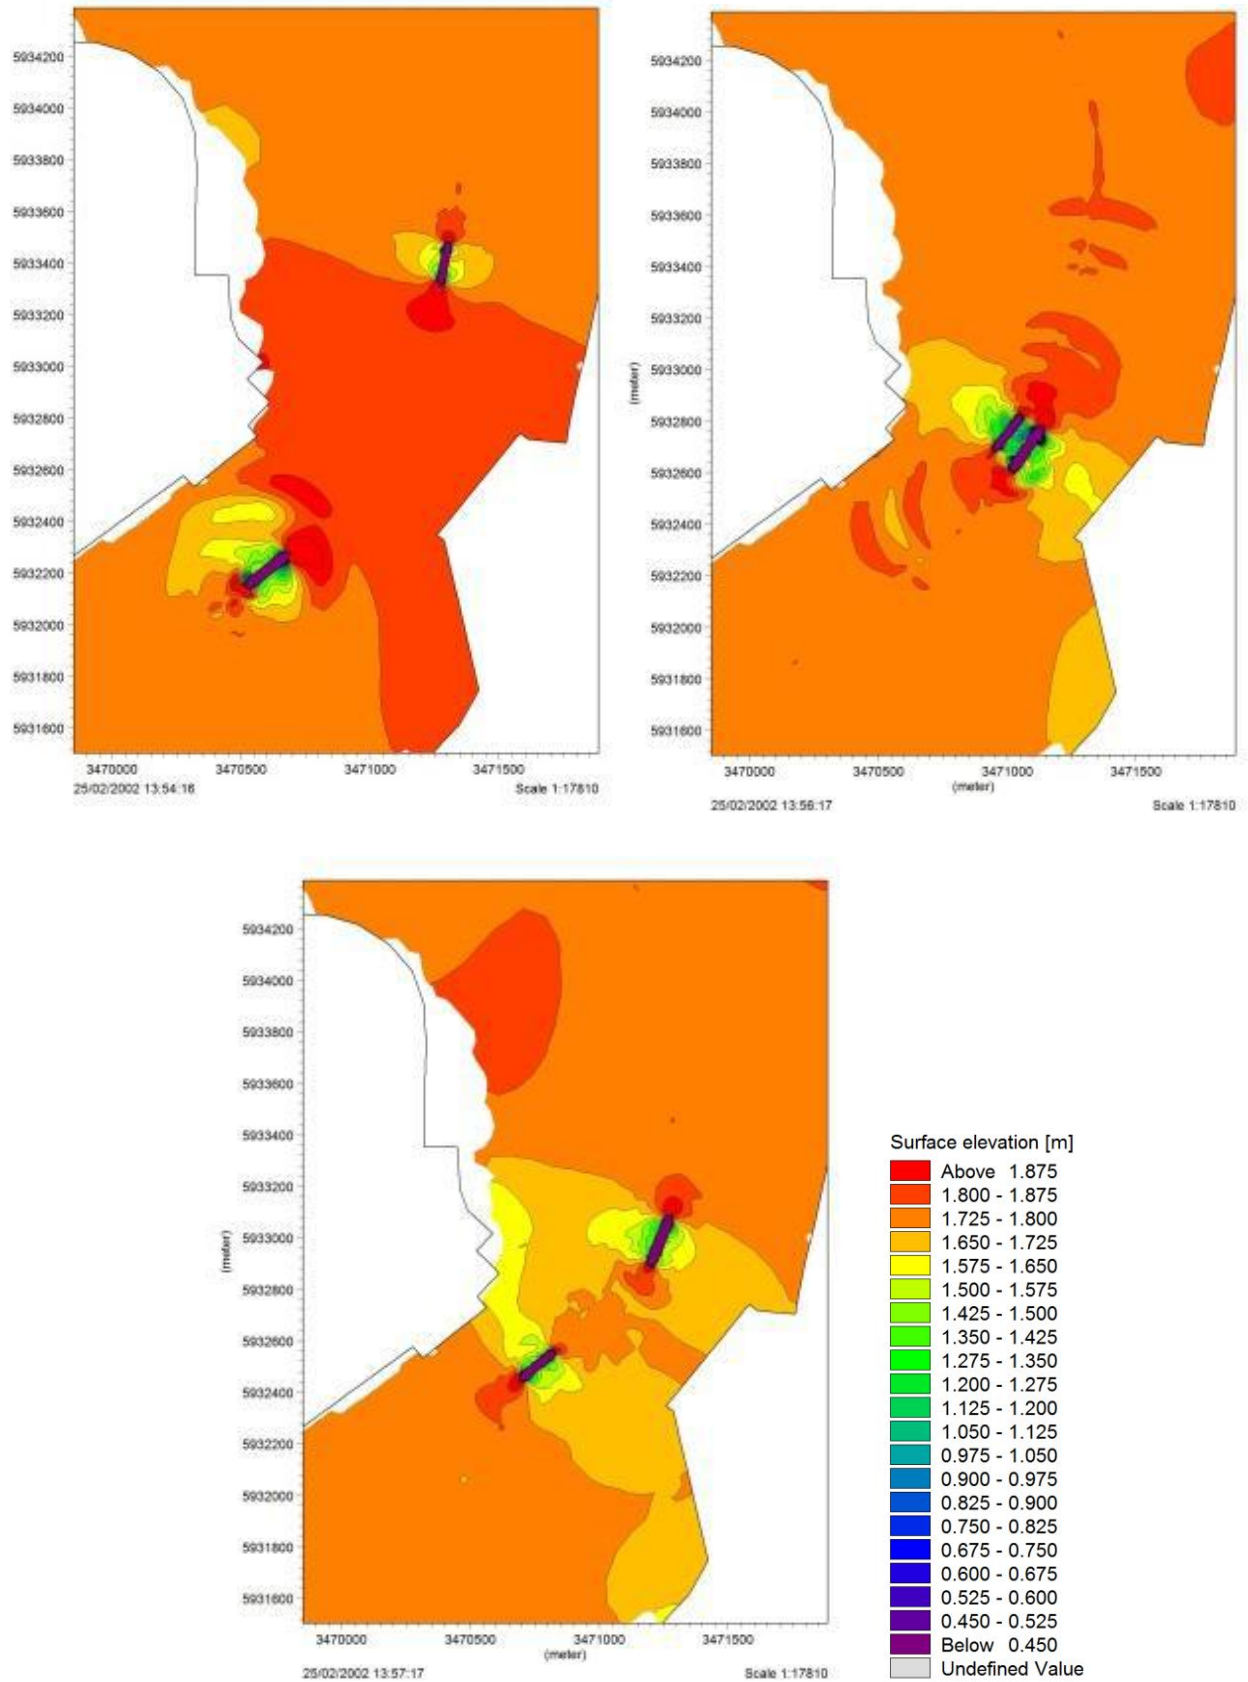 5934200
5934000
5933800
5933600
5933400
5933200
5933000
5932800
5932600
5932400
5932200
5932000
5931800
5931600
3470000 3470500 3471000 3471500
25/02/2002 13:54:16 Scale 1:17810
5934200
5934000
5933800
5933600
5933400
5933200
5933000
(meter)
5932800
5932600
5932400
5932200
5932000
5931800
5931600
3470000 3470500 3471000 3471500
(meter)
25/02/2002 13:56:17 Scale 1:17810
5934200
5934000
5933800
5933600
5933400
5933200
5933000
(meter)
5932800
5932600
5932400
5932200
5932000
5931800
5931600
3470000 3470500 3471000 3471500
(meter)
25/02/2002 13:57:17 Scale 1:17810
Surface elevation [m]
Above 1.875
1.800 - 1.875
1.725 - 1.800
1.650 - 1.725
1.575 - 1.650
1.500 - 1.575
1.425 - 1.500
1.350 - 1.425
1.275 - 1.350
1.200 - 1.275
1.125 - 1.200
1.050 - 1.125
0.975 - 1.050
0.900 - 0.975
0.825 - 0.900
0.750 - 0.825
0.675 - 0.750
0.600 - 0.675
0.525 - 0.600
0.450 - 0.525
Below 0.450
Undefined Value